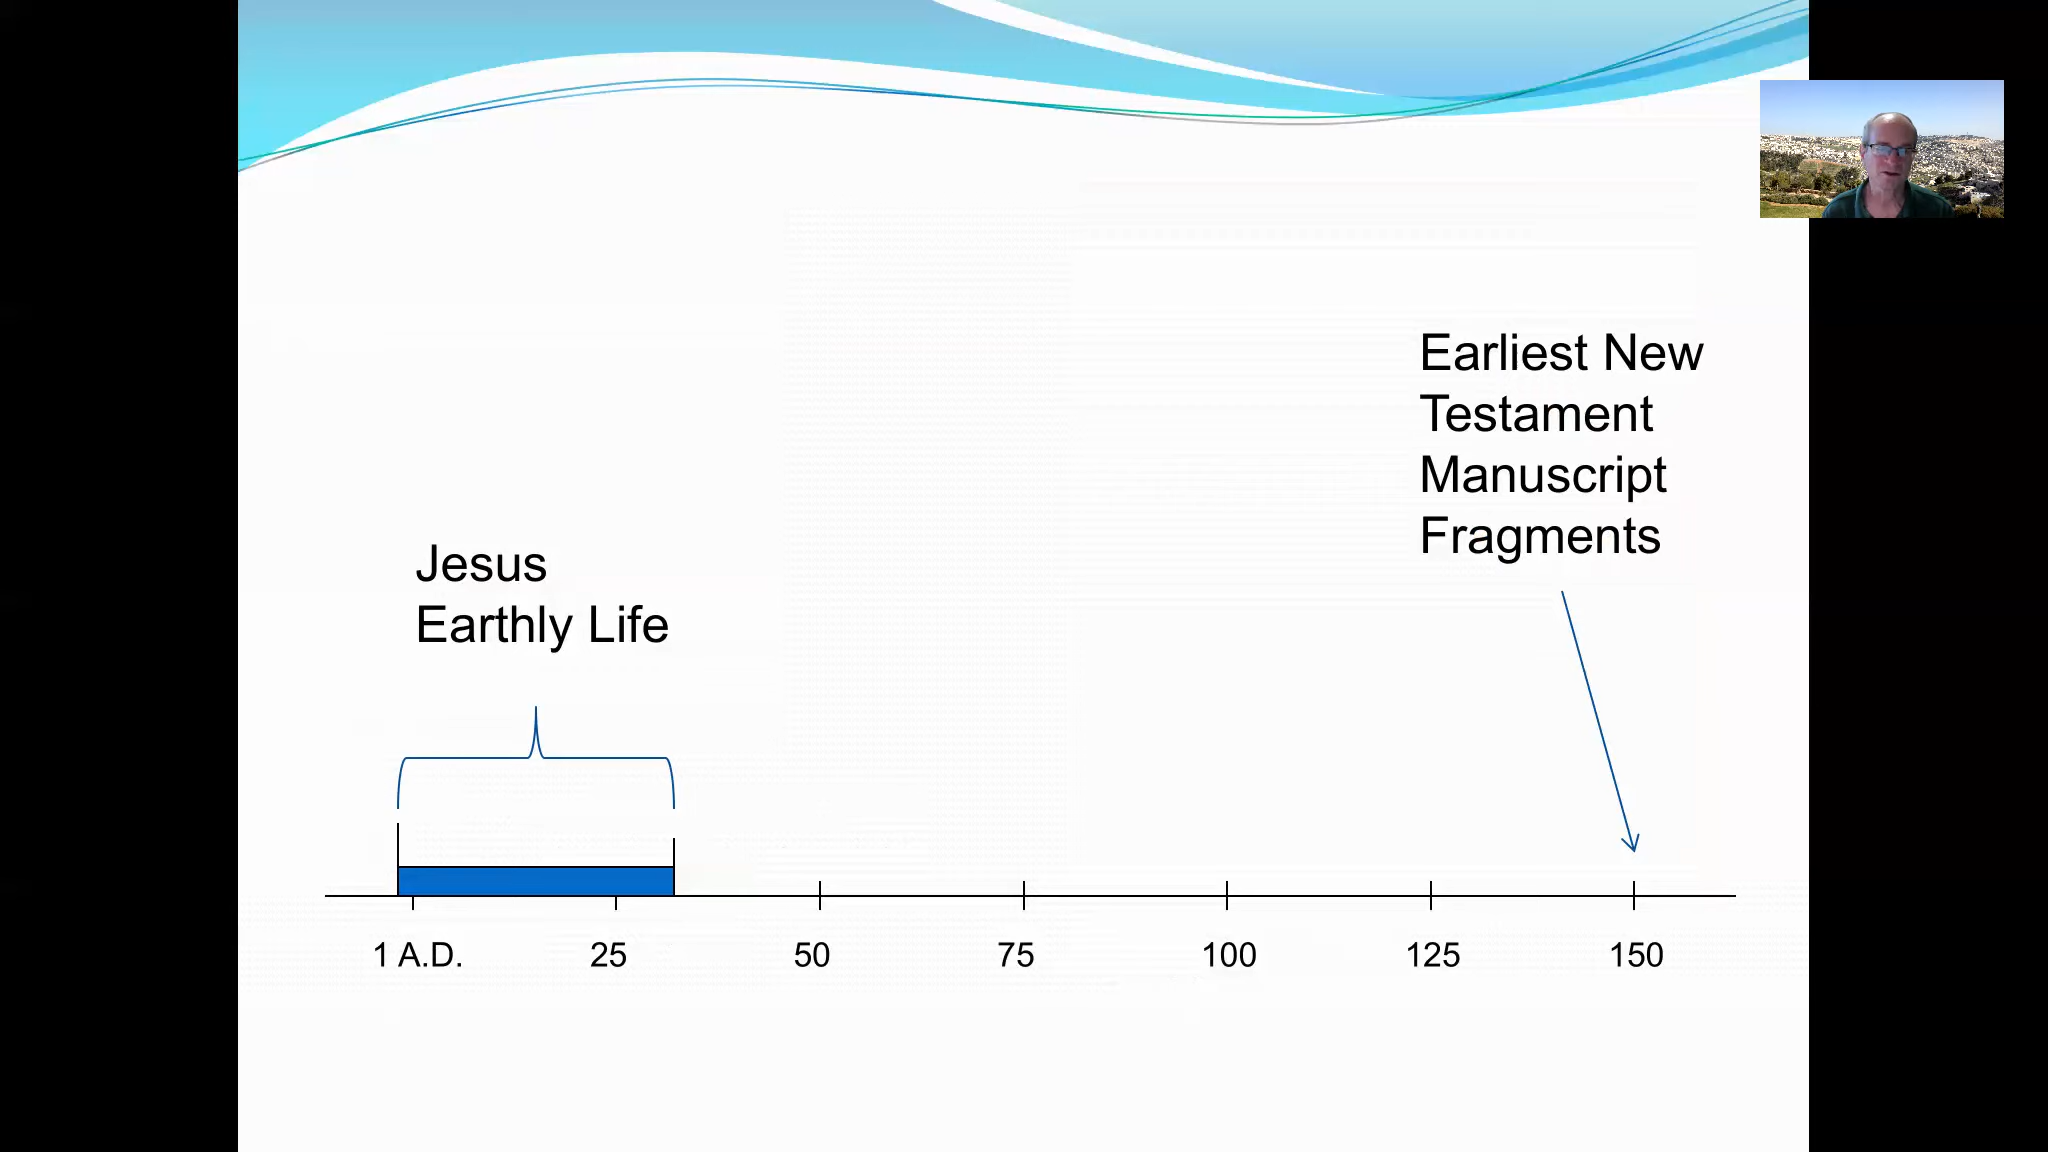 Earliest New
Testament
Manuscript
Fragments
Jesus
Earthly Life
1 A.D. 25 50 75 100 125 150